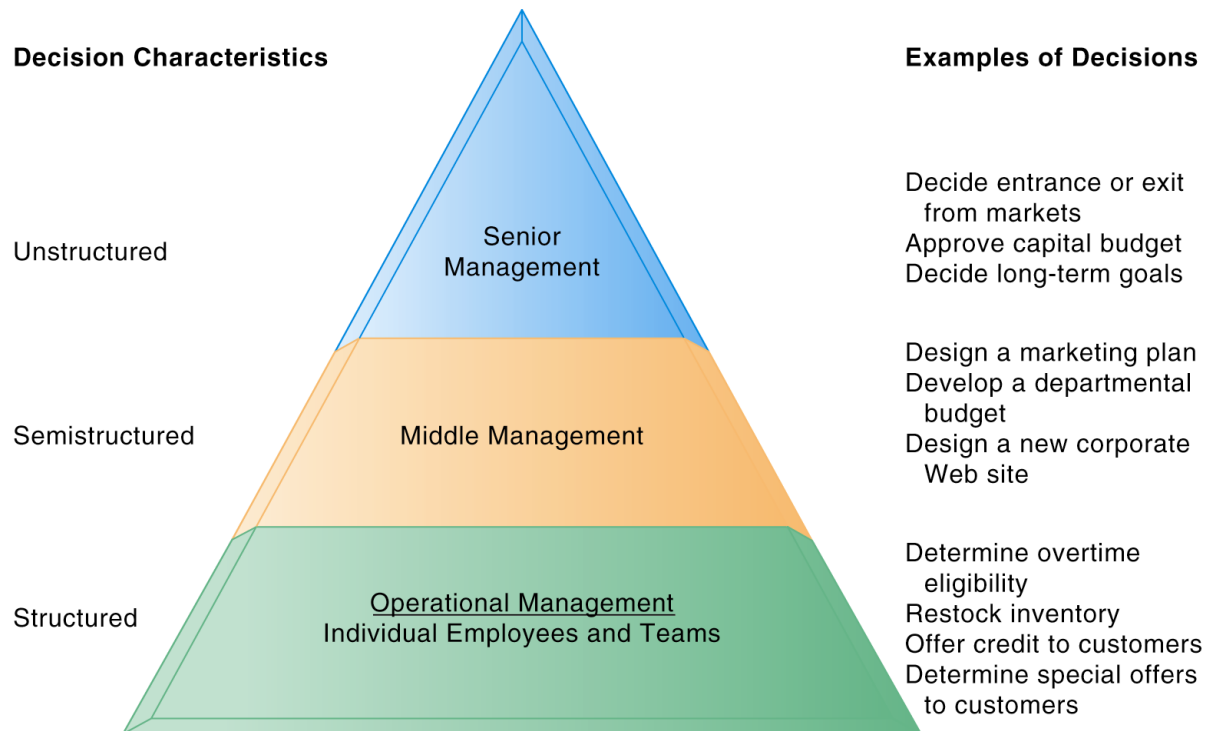 Decision Characteristics
Examples of Decisions
Unstructured
Senior
Management
Decide entrance or exit
from markets
Approve capital budget
Decide long-term goals
Semistructured
Middle Management
Design a marketing plan
Develop a departmental
budget
Design a new corporate
Web site
Structured
Operational Management
Individual Employees and Teams
Determine overtime
eligibility
Restock inventory
Offer credit to customers
Determine special offers
to customers